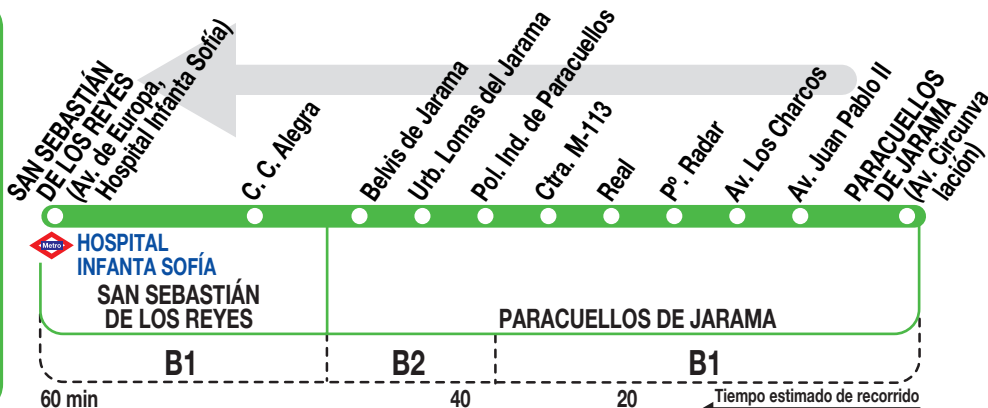 SAN SEBASTIÁN
DE LOS REYES
(Av. de Europa,
Hospital Infanta Sofía)
C. C. Alegra
Belvis de Jarama
Urb. Lomas del Jarama
Pol. Ind. de Paracuellos
Ctra. M-113
Real
Pº. Radar
Av. Los Charcos
Av. Juan Pablo II
PARACUELLOS
DE JARAMA
(Av. Circunva
lación)
Metro
HOSPITAL
INFANTA SOFÍA
SAN SEBASTIÁN
DE LOS REYES
PARACUELLOS DE JARAMA
B1
B2
B1
60 min
40
20
Tiempo estimado de recorrido